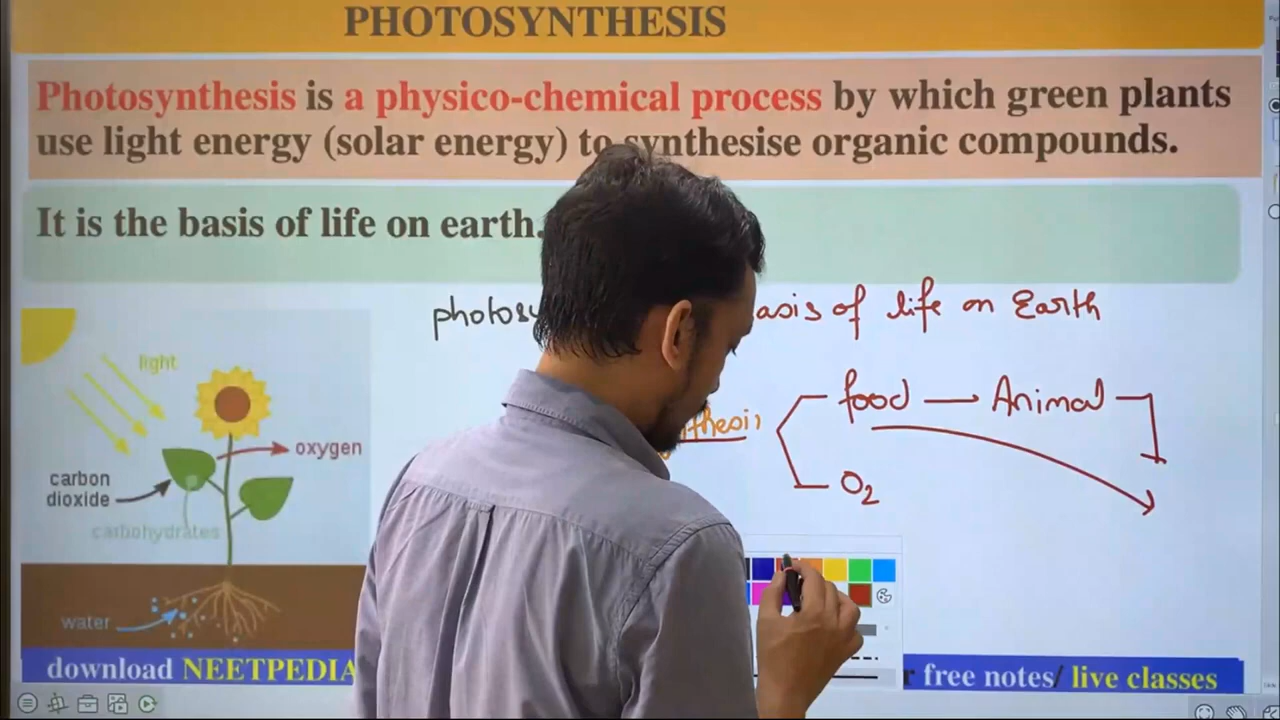 PHOTOSYNTHESIS
Photosynthesis is a physico-chemical process by which green plants
use light energy (solar energy) to synthesise organic compounds.
It is the basis of life on earth.
of life on Earth
light
food → Animal
oxygen
O2
carbon
dioxide
carbohydrates
water
download NEETPEDIA
free notes/ live classes